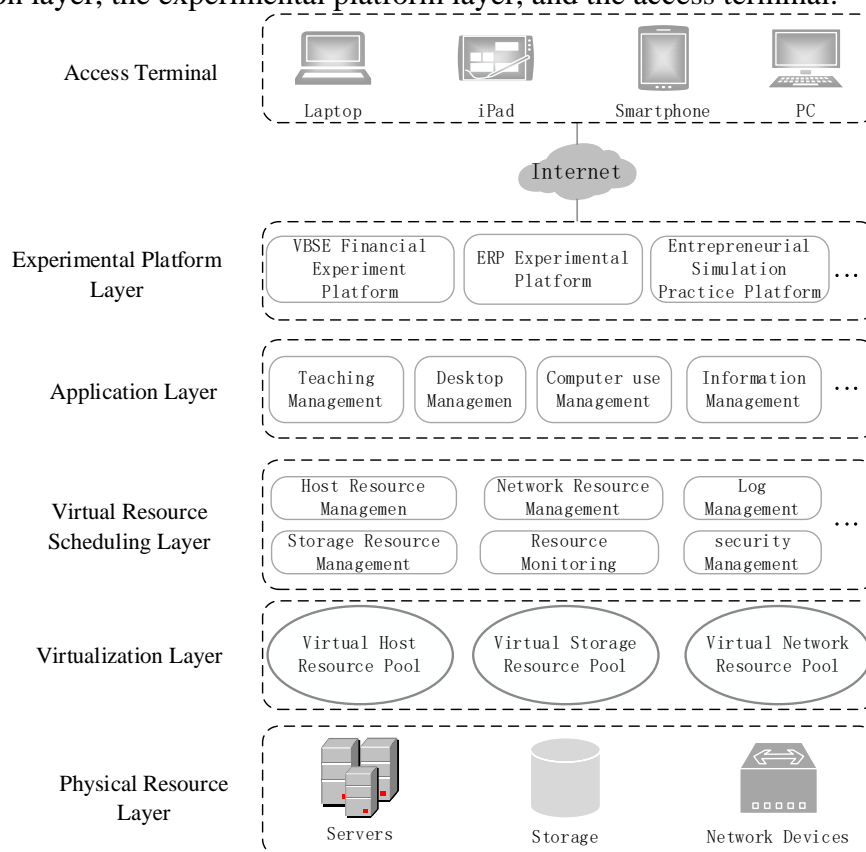 on layer, the experimental platform layer, and the access terminal.
Access Terminal
Laptop
iPad
Smartphone
PC
Internet
Experimental Platform
Layer
VBSE Financial
Experiment
Platform
ERP Experimental
Platform
Entrepreneurial
Simulation
Practice Platform
...
Application Layer
Teaching
Management
Desktop
Managemen
Computer use
Management
Information
Management
...
Virtual Resource
Scheduling Layer
Host Resource
Managemen
Network Resource
Management
Log
Management
Storage Resource
Management
Resource
Monitoring
security
Management
...
Virtualization Layer
Virtual Host
Resource Pool
Virtual Storage
Resource Pool
Virtual Network
Resource Pool
Physical Resource
Layer
Servers
Storage
Network Devices